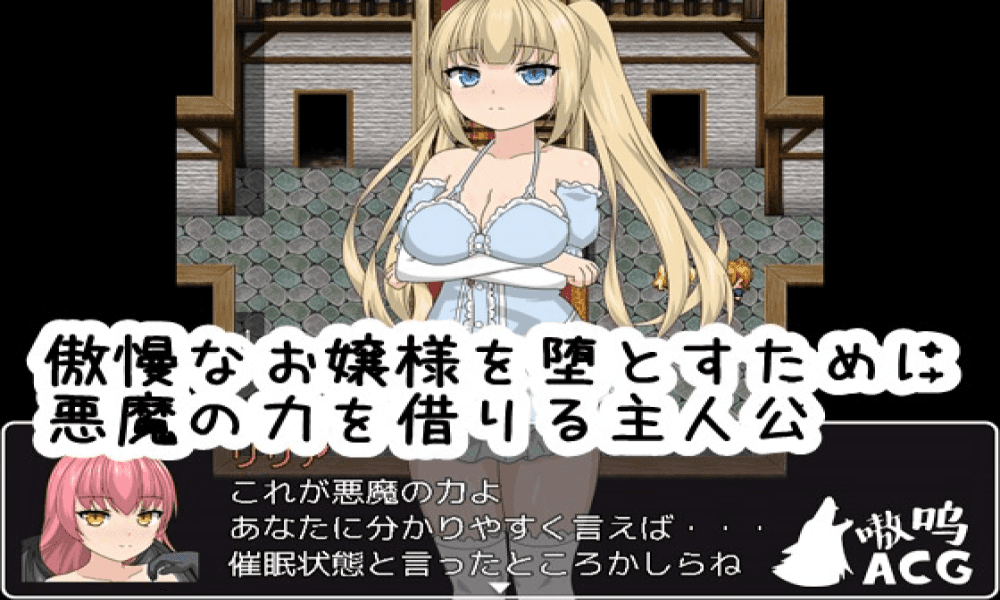 傲慢なお嬢様を堕とすために
悪魔の力を借りる主人公
リリア
これが悪魔の力よ
あなたに分かりやすく言えば・・・
催眠状態と言ったところかしらね
嗷呜
ACG